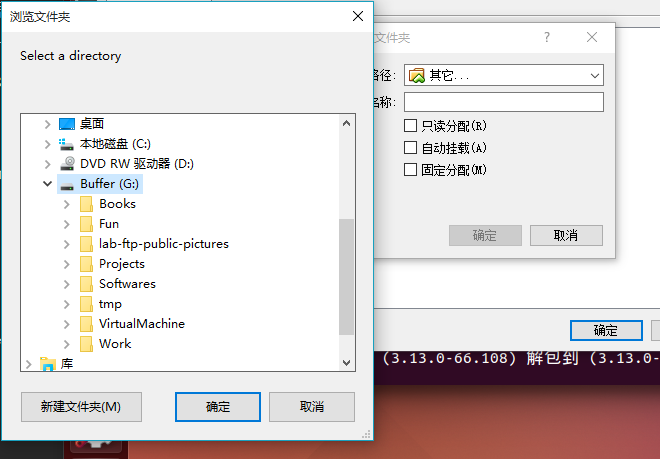 浏览文件夹
Select a directory
桌面
本地磁盘 (C:)
DVD RW 驱动器 (D:)
Buffer (G:)
Books
Fun
lab-ftp-public-pictures
Projects
Softwares
tmp
VirtualMachine
Work
库
新建文件夹(M)
确定
取消
文件夹
路径:
其它...
名称:
只读分配(R)
自动挂载(A)
固定分配(M)
确定
取消
确定
(3.13.0-66.108) 解包到 (3.13.0-